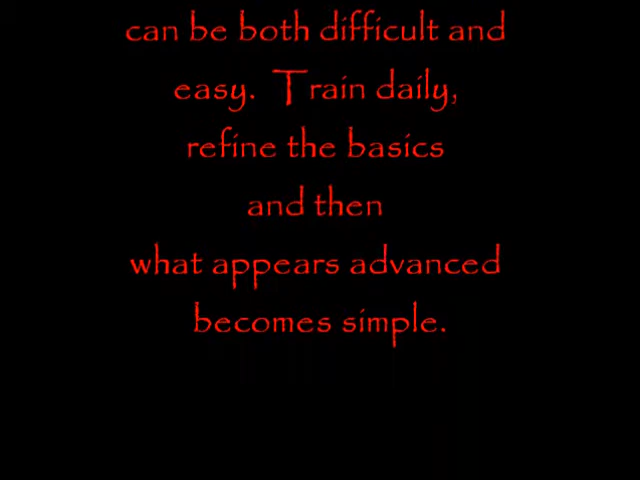 can be both difficult and
easy.  Train daily,
refine the basics
and then
what appears advanced
becomes simple.